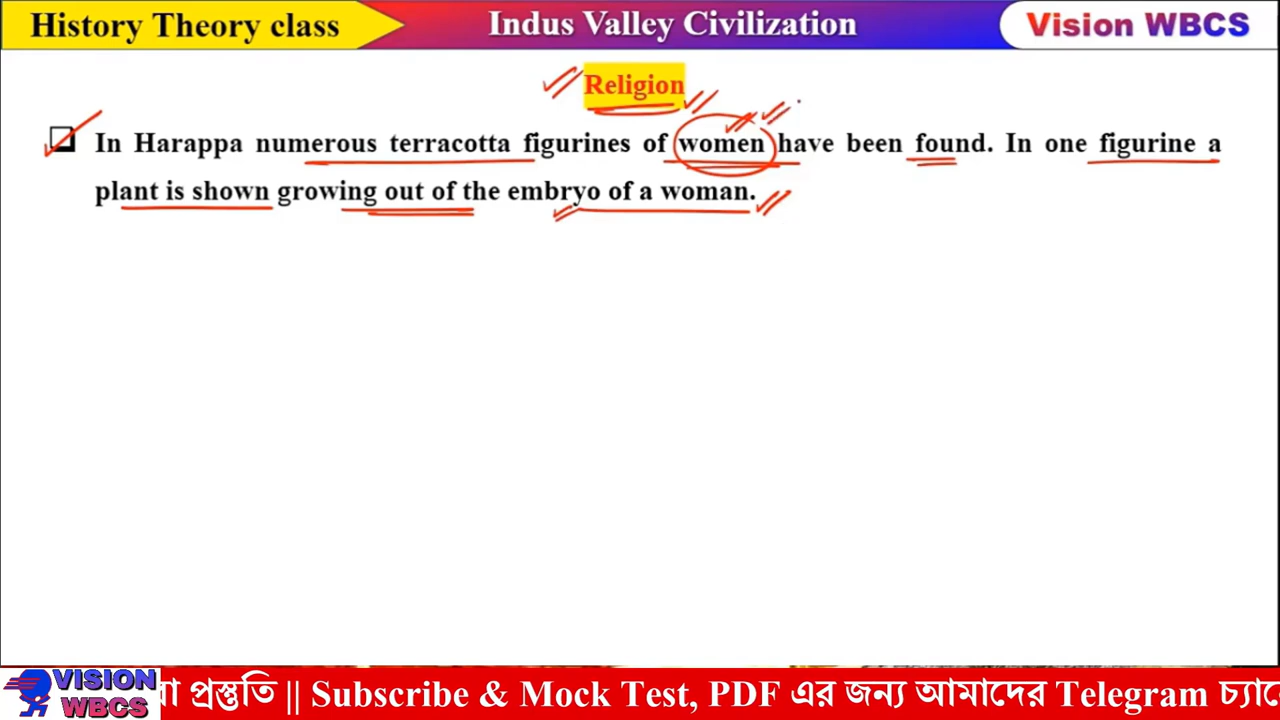 History Theory class
Indus Valley Civilization
Vision WBCS
Religion
In Harappa numerous terracotta figurines of women have been found. In one figurine a
plant is shown growing out of the embryo of a woman.
VISION
WBCS
প্রস্তুতি || Subscribe & Mock Test, PDF এর জন্য আমাদের Telegram